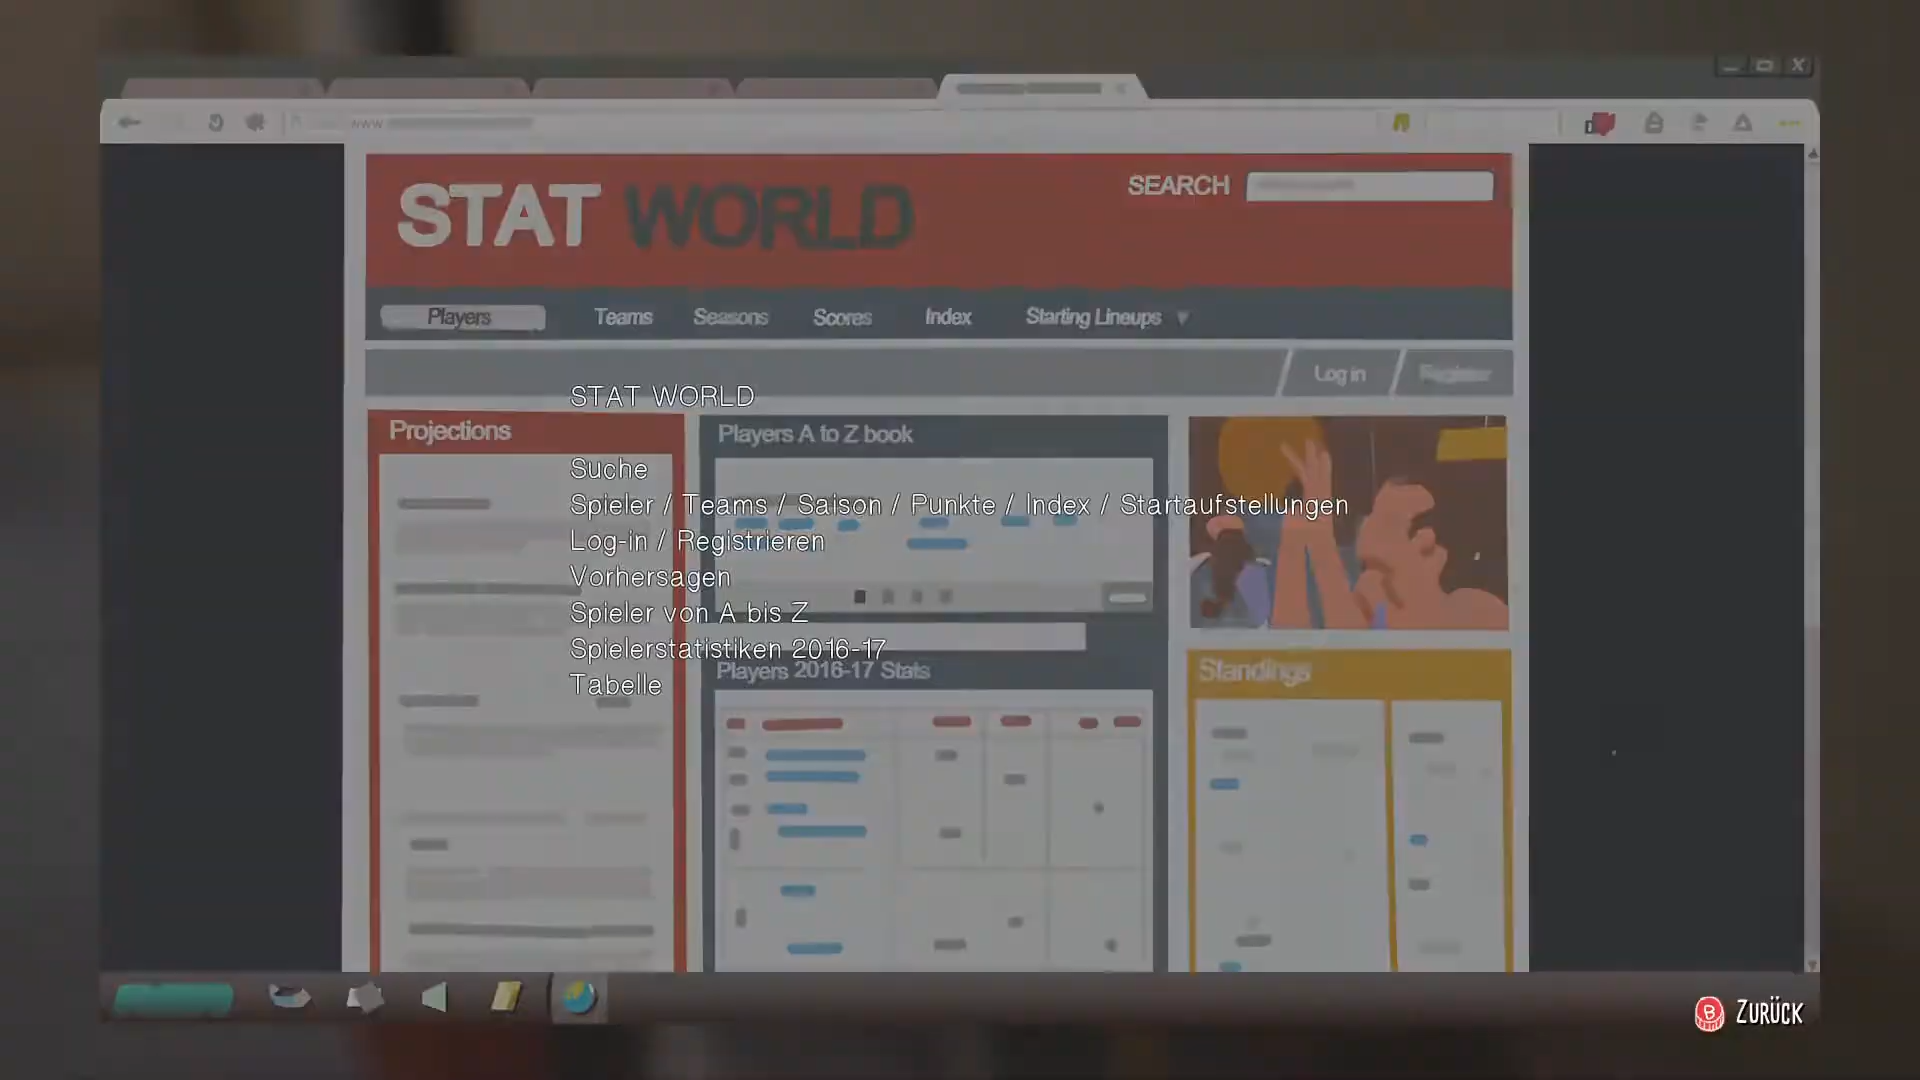 www
STAT WORLD
SEARCH
Players
Teams
Seasons
Scores
Index
Starting Lineups
Log in
Register
STAT WORLD
Projections
Players A to Z book
Suche
Spieler / Teams / Saison / Punkte / Index / Startaufstellungen
Log-in / Registrieren
Vorhersagen
Spieler von A bis Z
Spielerstatistiken 2016-17
Tabelle
Players 2016-17 Stats
Standings
B ZURÜCK